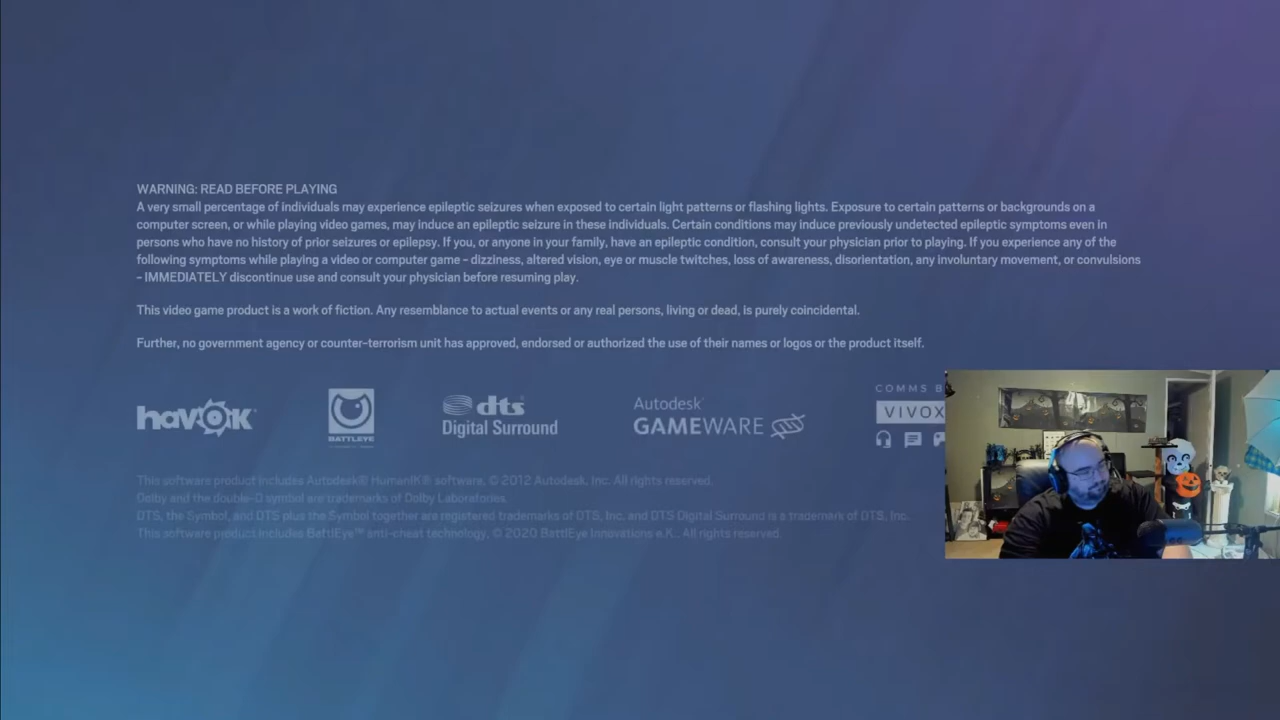 WARNING: READ BEFORE PLAYING
A very small percentage of individuals may experience epileptic seizures when exposed to certain light patterns or flashing lights. Exposure to certain patterns or backgrounds on a
computer screen, or while playing video games, may induce an epileptic seizure in these individuals. Certain conditions may induce previously undetected epileptic symptoms even in
persons who have no history of prior seizures or epilepsy. If you, or anyone in your family, have an epileptic condition, consult your physician prior to playing. If you experience any of the
following symptoms while playing a video or computer game - dizziness, altered vision, eye or muscle twitches, loss of awareness, disorientation, any involuntary movement, or convulsions
- IMMEDIATELY discontinue use and consult your physician before resuming play.
This video game product is a work of fiction. Any resemblance to actual events or any real persons, living or dead, is purely coincidental.
Further, no government agency or counter-terrorism unit has approved, endorsed or authorized the use of their names or logos or the product itself.
COMMS B
havok
BATTLEYE
dts
Digital Surround
Autodesk
GAMEWARE
VIVOX
This software product includes Autodesk® HumanIK® software, © 2012 Autodesk, Inc. All rights reserved.
Dolby and the double-D symbol are trademarks of Dolby Laboratories.
DTS, the Symbol, and DTS plus the Symbol together are registered trademarks of DTS, Inc. and DTS Digital Surround is a trademark of DTS, Inc.
This software product includes BattlEye™ anti-cheat technology, © 2020 BattlEye Innovations e.K.. All rights reserved.